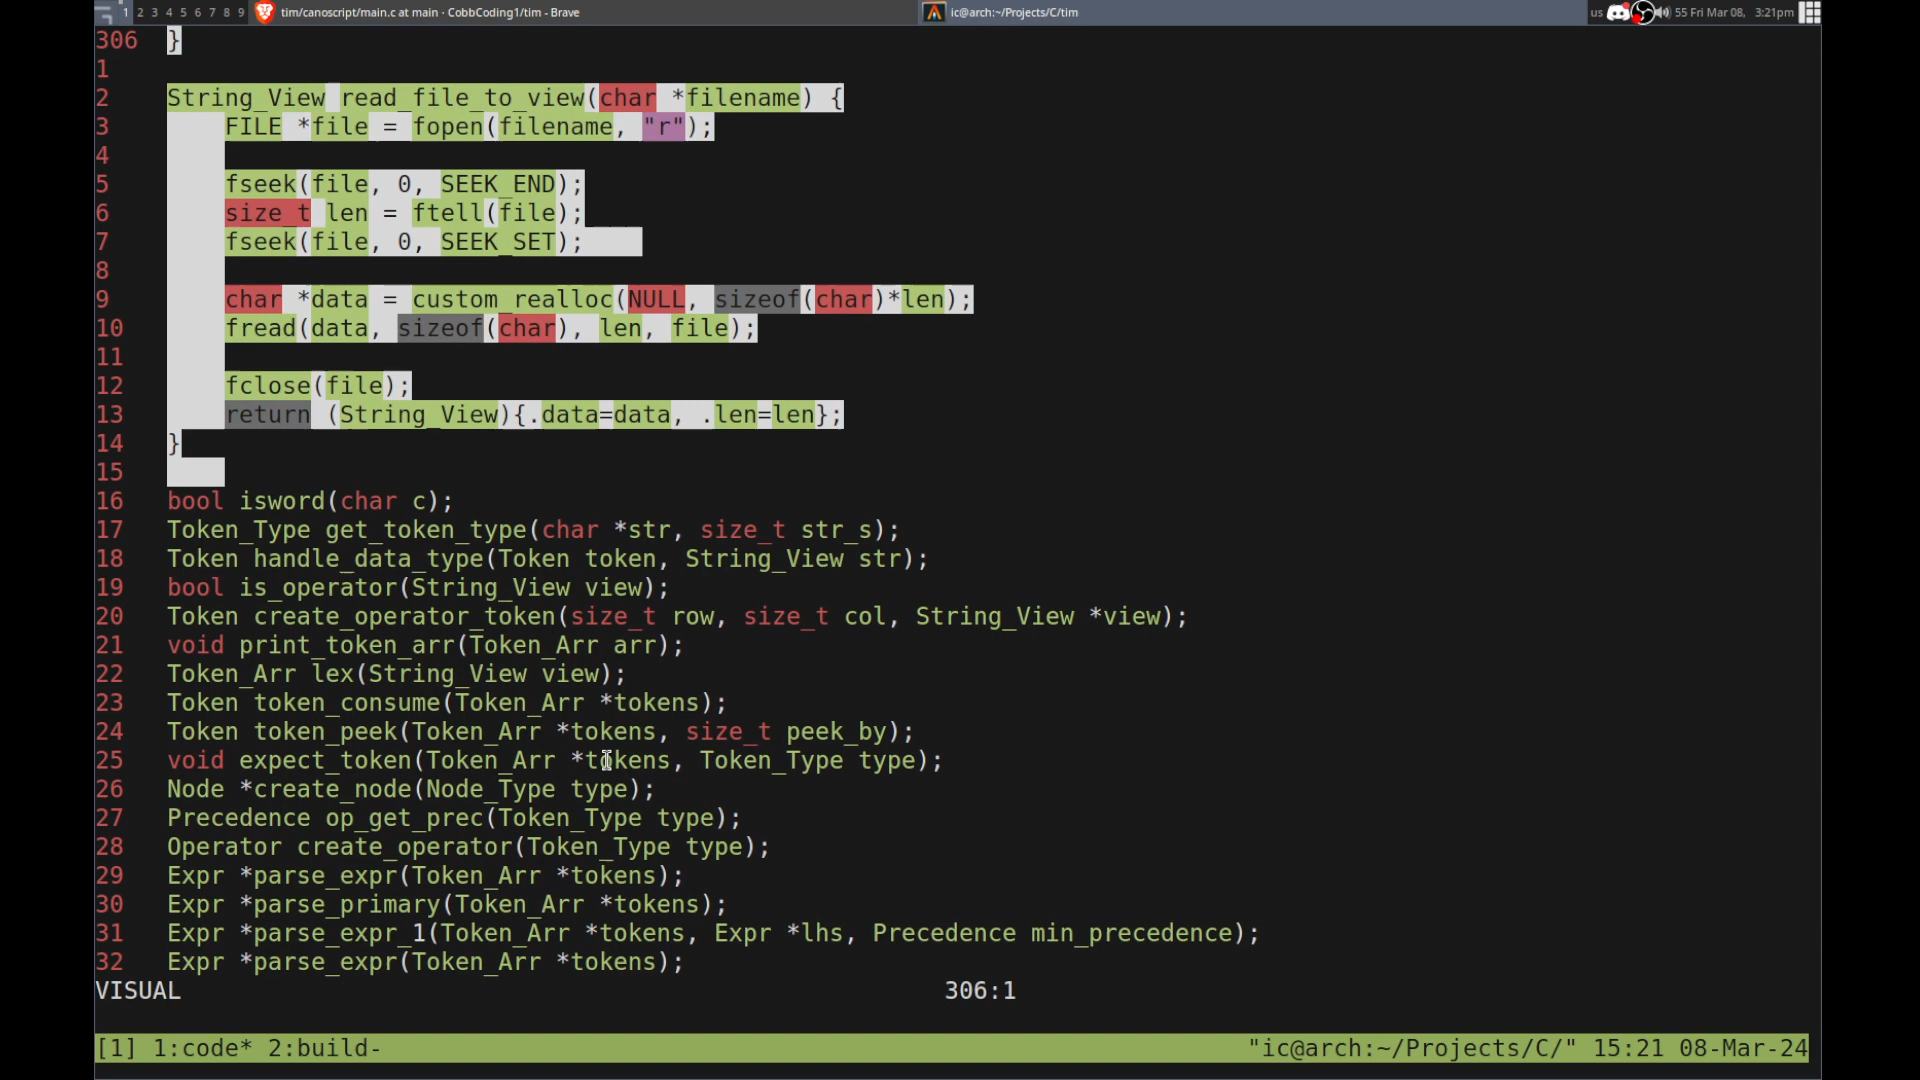 1 2 3 4 5 6 7 8 9 tim/canoscript/main.c at main · CobbCoding1/tim - Brave ic@arch:~/Projects/C/tim us 55 Fri Mar 08, 3:21pm
306 }
1
2 String_View read_file_to_view(char *filename) {
3 FILE *file = fopen(filename, "r");
4
5 fseek(file, 0, SEEK_END);
6 size_t len = ftell(file);
7 fseek(file, 0, SEEK_SET);
8
9 char *data = custom_realloc(NULL, sizeof(char)*len);
10 fread(data, sizeof(char), len, file);
11
12 fclose(file);
13 return (String_View){.data=data, .len=len};
14 }
15
16 bool isword(char c);
17 Token_Type get_token_type(char *str, size_t str_s);
18 Token handle_data_type(Token token, String_View str);
19 bool is_operator(String_View view);
20 Token create_operator_token(size_t row, size_t col, String_View *view);
21 void print_token_arr(Token_Arr arr);
22 Token_Arr lex(String_View view);
23 Token token_consume(Token_Arr *tokens);
24 Token token_peek(Token_Arr *tokens, size_t peek_by);
25 void expect_token(Token_Arr *tokens, Token_Type type);
26 Node *create_node(Node_Type type);
27 Precedence op_get_prec(Token_Type type);
28 Operator create_operator(Token_Type type);
29 Expr *parse_expr(Token_Arr *tokens);
30 Expr *parse_primary(Token_Arr *tokens);
31 Expr *parse_expr_1(Token_Arr *tokens, Expr *lhs, Precedence min_precedence);
32 Expr *parse_expr(Token_Arr *tokens);
VISUAL 306:1
[1] 1:code* 2:build- "ic@arch:~/Projects/C/" 15:21 08-Mar-24